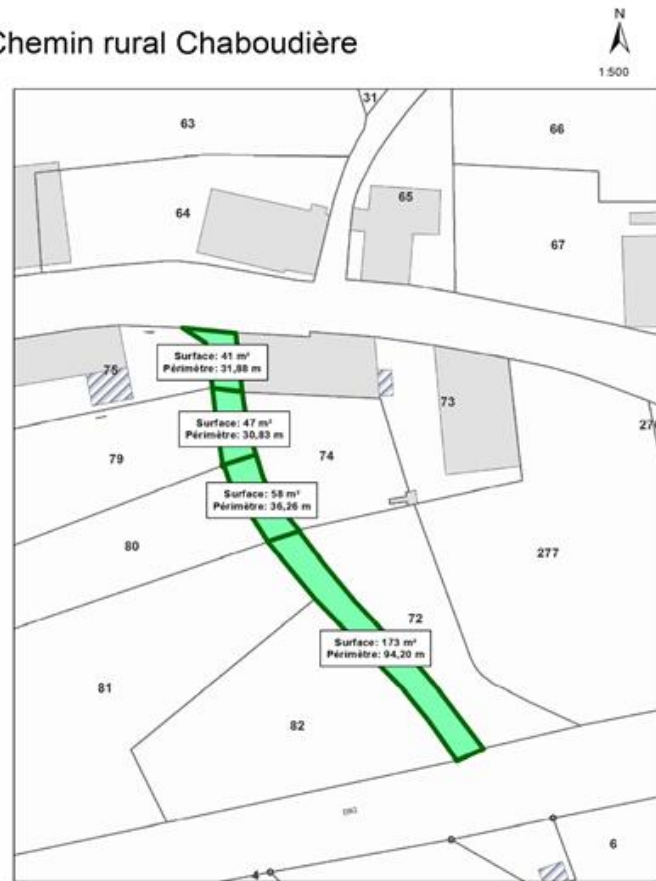 N
Chemin rural Chaboudière
1:500
31
63
66
65
64
67
Surface: 41 m²
Périmètre: 31,88 m
75
73
Surface: 47 m²
Périmètre: 30,83 m
27
79
74
Surface: 58 m²
Périmètre: 36,26 m
80
277
72
Surface: 173 m²
Périmètre: 94,20 m
81
82
6
4